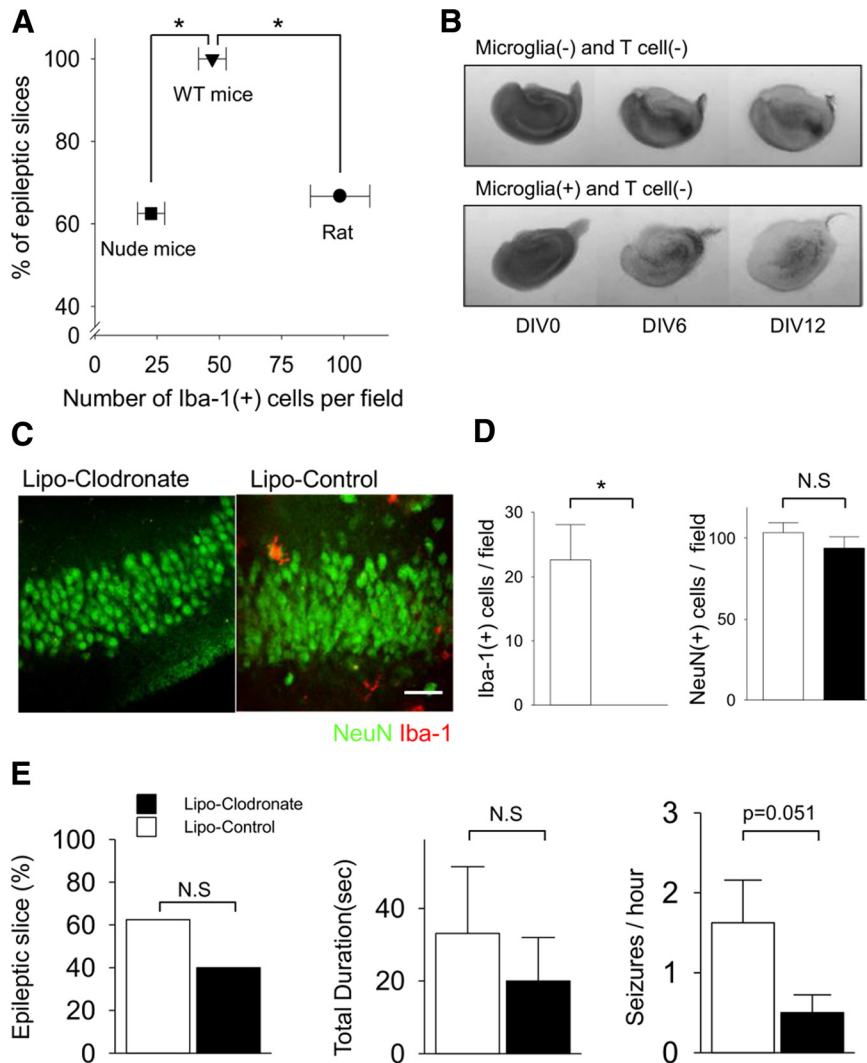 A
*
*
100
80
60
40
0
% of epileptic slices
WT mice
Nude mice
Rat
0 25 50 75 100
Number of Iba-1(+) cells per field
B
Microglia(-) and T cell(-)
Microglia(+) and T cell(-)
DIV0 DIV6 DIV12
C
Lipo-Clodronate Lipo-Control
NeuN Iba-1
D
*
30
20
10
0
Iba-1(+) cells / field
N.S
100
50
0
NeuN(+) cells / field
E
Lipo-Clodronate
Lipo-Control
100
80
60
40
20
0
Epileptic slice (%)
N.S
40
20
0
Total Duration(sec)
N.S
3
2
1
0
Seizures / hour
p=0.051